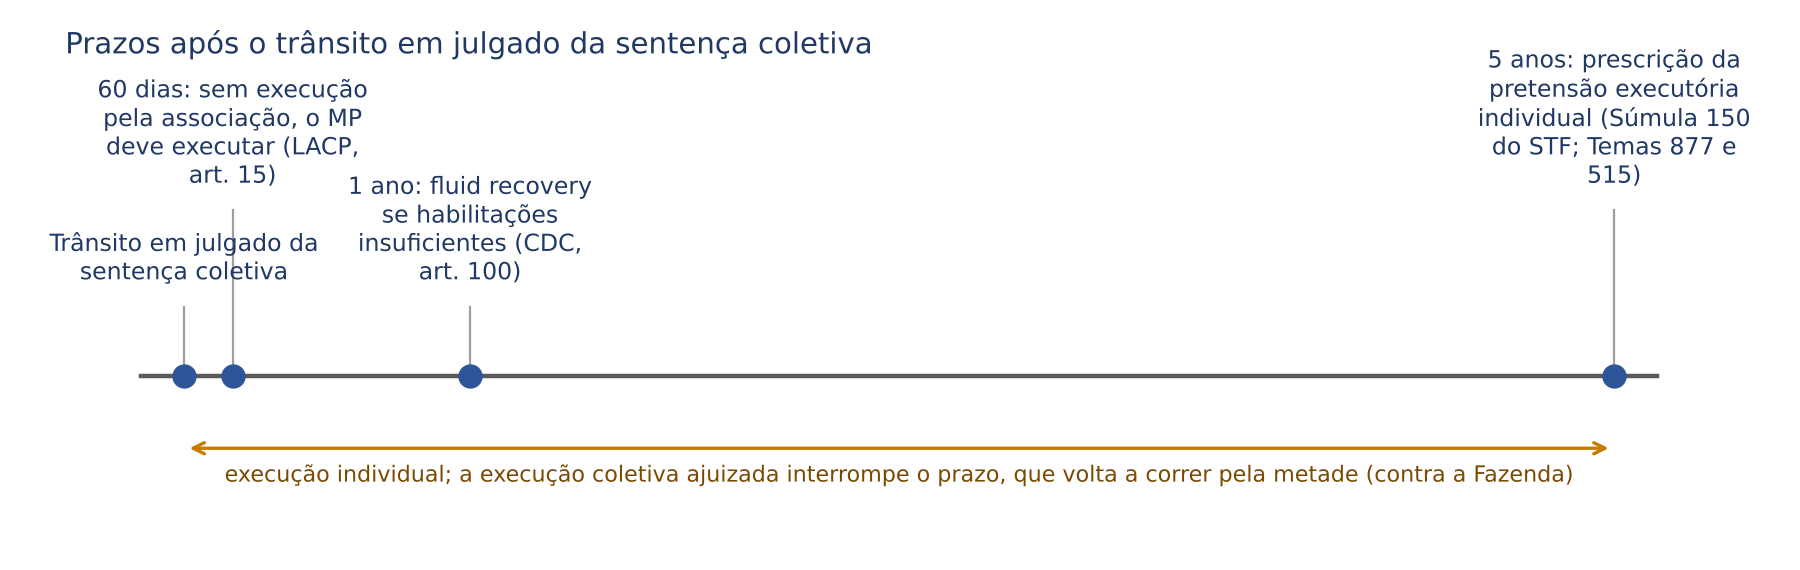 Prazos após o trânsito em julgado da sentença coletiva
60 dias: sem execução
pela associação, o MP
deve executar (LACP,
art. 15)
Trânsito em julgado da
sentença coletiva
1 ano: fluid recovery
se habilitações
insuficientes (CDC,
art. 100)
5 anos: prescrição da
pretensão executória
individual (Súmula 150
do STF; Temas 877 e
515)
execução individual; a execução coletiva ajuizada interrompe o prazo, que volta a correr pela metade (contra a Fazenda)